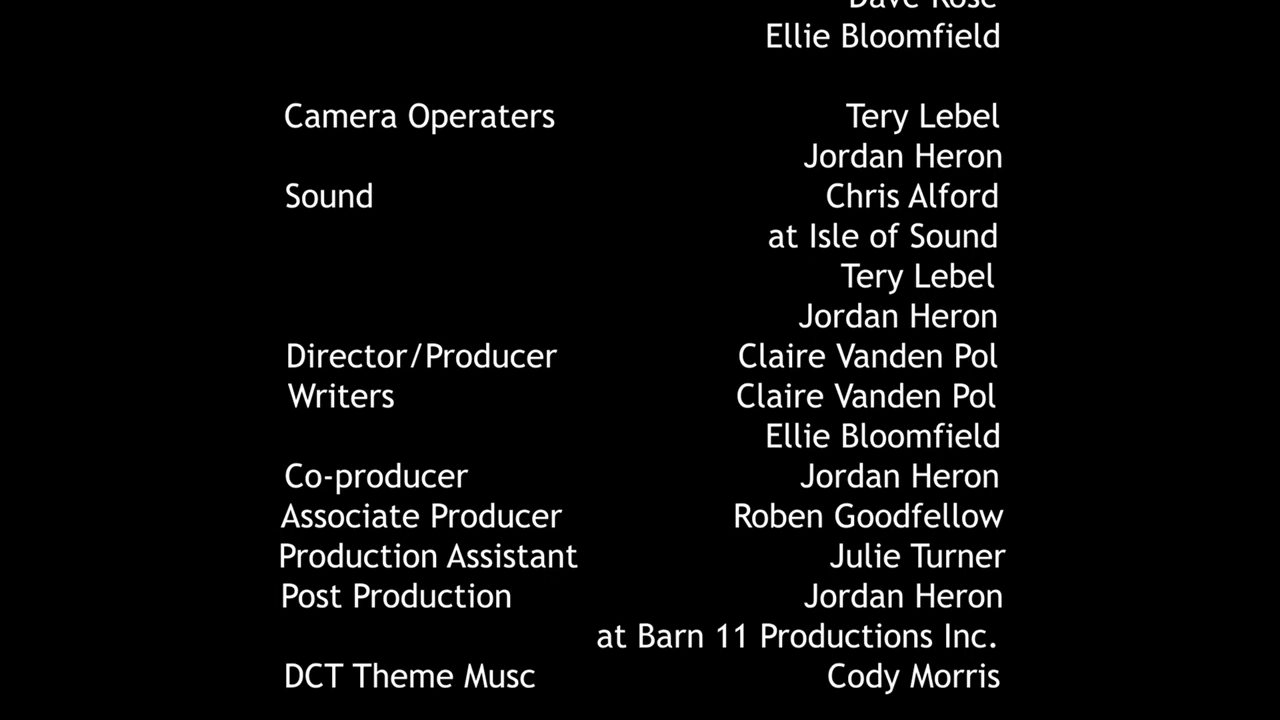 Dave Rose
Ellie Bloomfield
Camera Operaters Tery Lebel
Jordan Heron
Sound Chris Alford
at Isle of Sound
Tery Lebel
Jordan Heron
Director/Producer Claire Vanden Pol
Writers Claire Vanden Pol
Ellie Bloomfield
Co-producer Jordan Heron
Associate Producer Roben Goodfellow
Production Assistant Julie Turner
Post Production Jordan Heron
at Barn 11 Productions Inc.
DCT Theme Musc Cody Morris